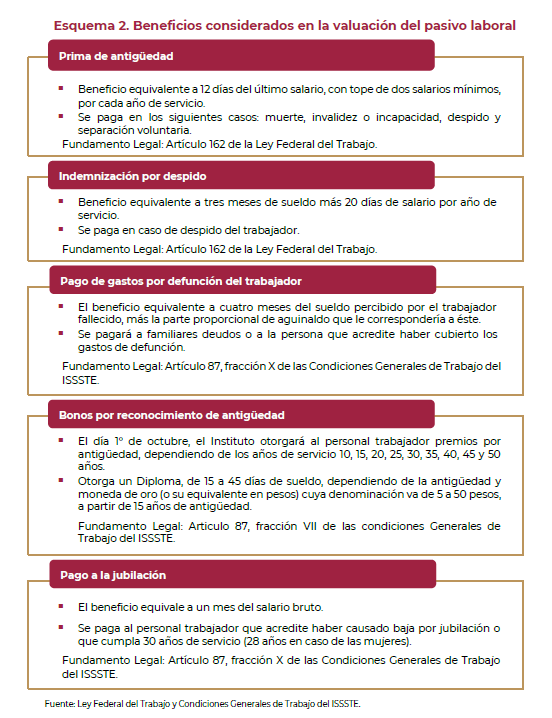 Esquema 2. Beneficios considerados en la valuación del pasivo laboral
Prima de antigüedad
▪ Beneficio equivalente a 12 días del último salario, con tope de dos salarios mínimos,
por cada año de servicio.
▪ Se paga en los siguientes casos: muerte, invalidez o incapacidad, despido y
separación voluntaria.
Fundamento Legal: Artículo 162 de la Ley Federal del Trabajo.
Indemnización por despido
▪ Beneficio equivalente a tres meses de sueldo más 20 días de salario por año de
servicio.
▪ Se paga en caso de despido del trabajador.
Fundamento Legal: Artículo 162 de la Ley Federal del Trabajo.
Pago de gastos por defunción del trabajador
▪ El beneficio equivalente a cuatro meses del sueldo percibido por el trabajador
fallecido, más la parte proporcional de aguinaldo que le correspondería a éste.
▪ Se pagará a familiares deudos o a la persona que acredite haber cubierto los
gastos de defunción.
Fundamento Legal: Artículo 87, fracción X de las Condiciones Generales de Trabajo del
ISSSTE.
Bonos por reconocimiento de antigüedad
▪ El día 1º de octubre, el Instituto otorgará al personal trabajador premios por
antigüedad, dependiendo de los años de servicio 10, 15, 20, 25, 30, 35, 40, 45 y 50
años.
▪ Otorga un Diploma, de 15 a 45 días de sueldo, dependiendo de la antigüedad y
moneda de oro (o su equivalente en pesos) cuya denominación va de 5 a 50 pesos,
a partir de 15 años de antigüedad.
Fundamento Legal: Articulo 87, fracción VII de las condiciones Generales de
Trabajo del ISSSTE.
Pago a la jubilación
▪ El beneficio equivale a un mes del salario bruto.
▪ Se paga al personal trabajador que acredite haber causado baja por jubilación o
que cumpla 30 años de servicio (28 años en caso de las mujeres).
Fundamento Legal: Artículo 87, fracción X de las Condiciones Generales de Trabajo
del ISSSTE.
Fuente: Ley Federal del Trabajo y Condiciones Generales de Trabajo del ISSSTE.